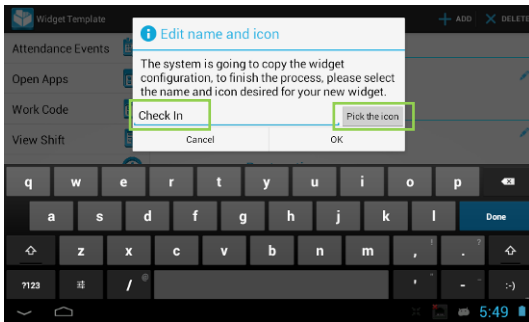 Widget Template
ADD
DELETE
Attendance Events
Open Apps
Work Code
View Shift
Edit name and icon
The system is going to copy the widget
configuration, to finish the process, please select
the name and icon desired for your new widget.
Check In
Pick the icon
Cancel
OK
q w e r t y u i o p
a s d f g h j k l Done
z x c v b n m , ! . ?
?123 / @ ' " - _ :-)
5:49